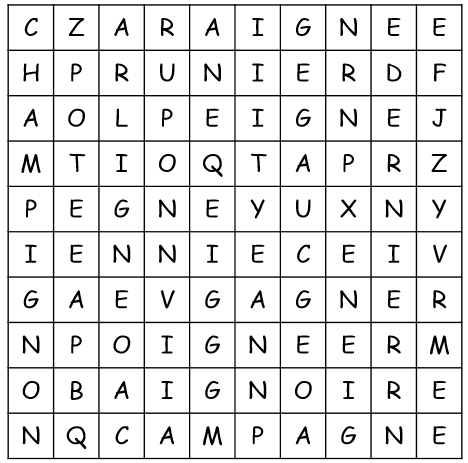 C Z A R A I G N E E
H P R U N I E R D F
A O L P E I G N E J
M T I O Q T A P R Z
P E G N E Y U X N Y
I E N N I E C E I V
G A E V G A G N E R
N P O I G N E E R M
O B A I G N O I R E
N Q C A M P A G N E